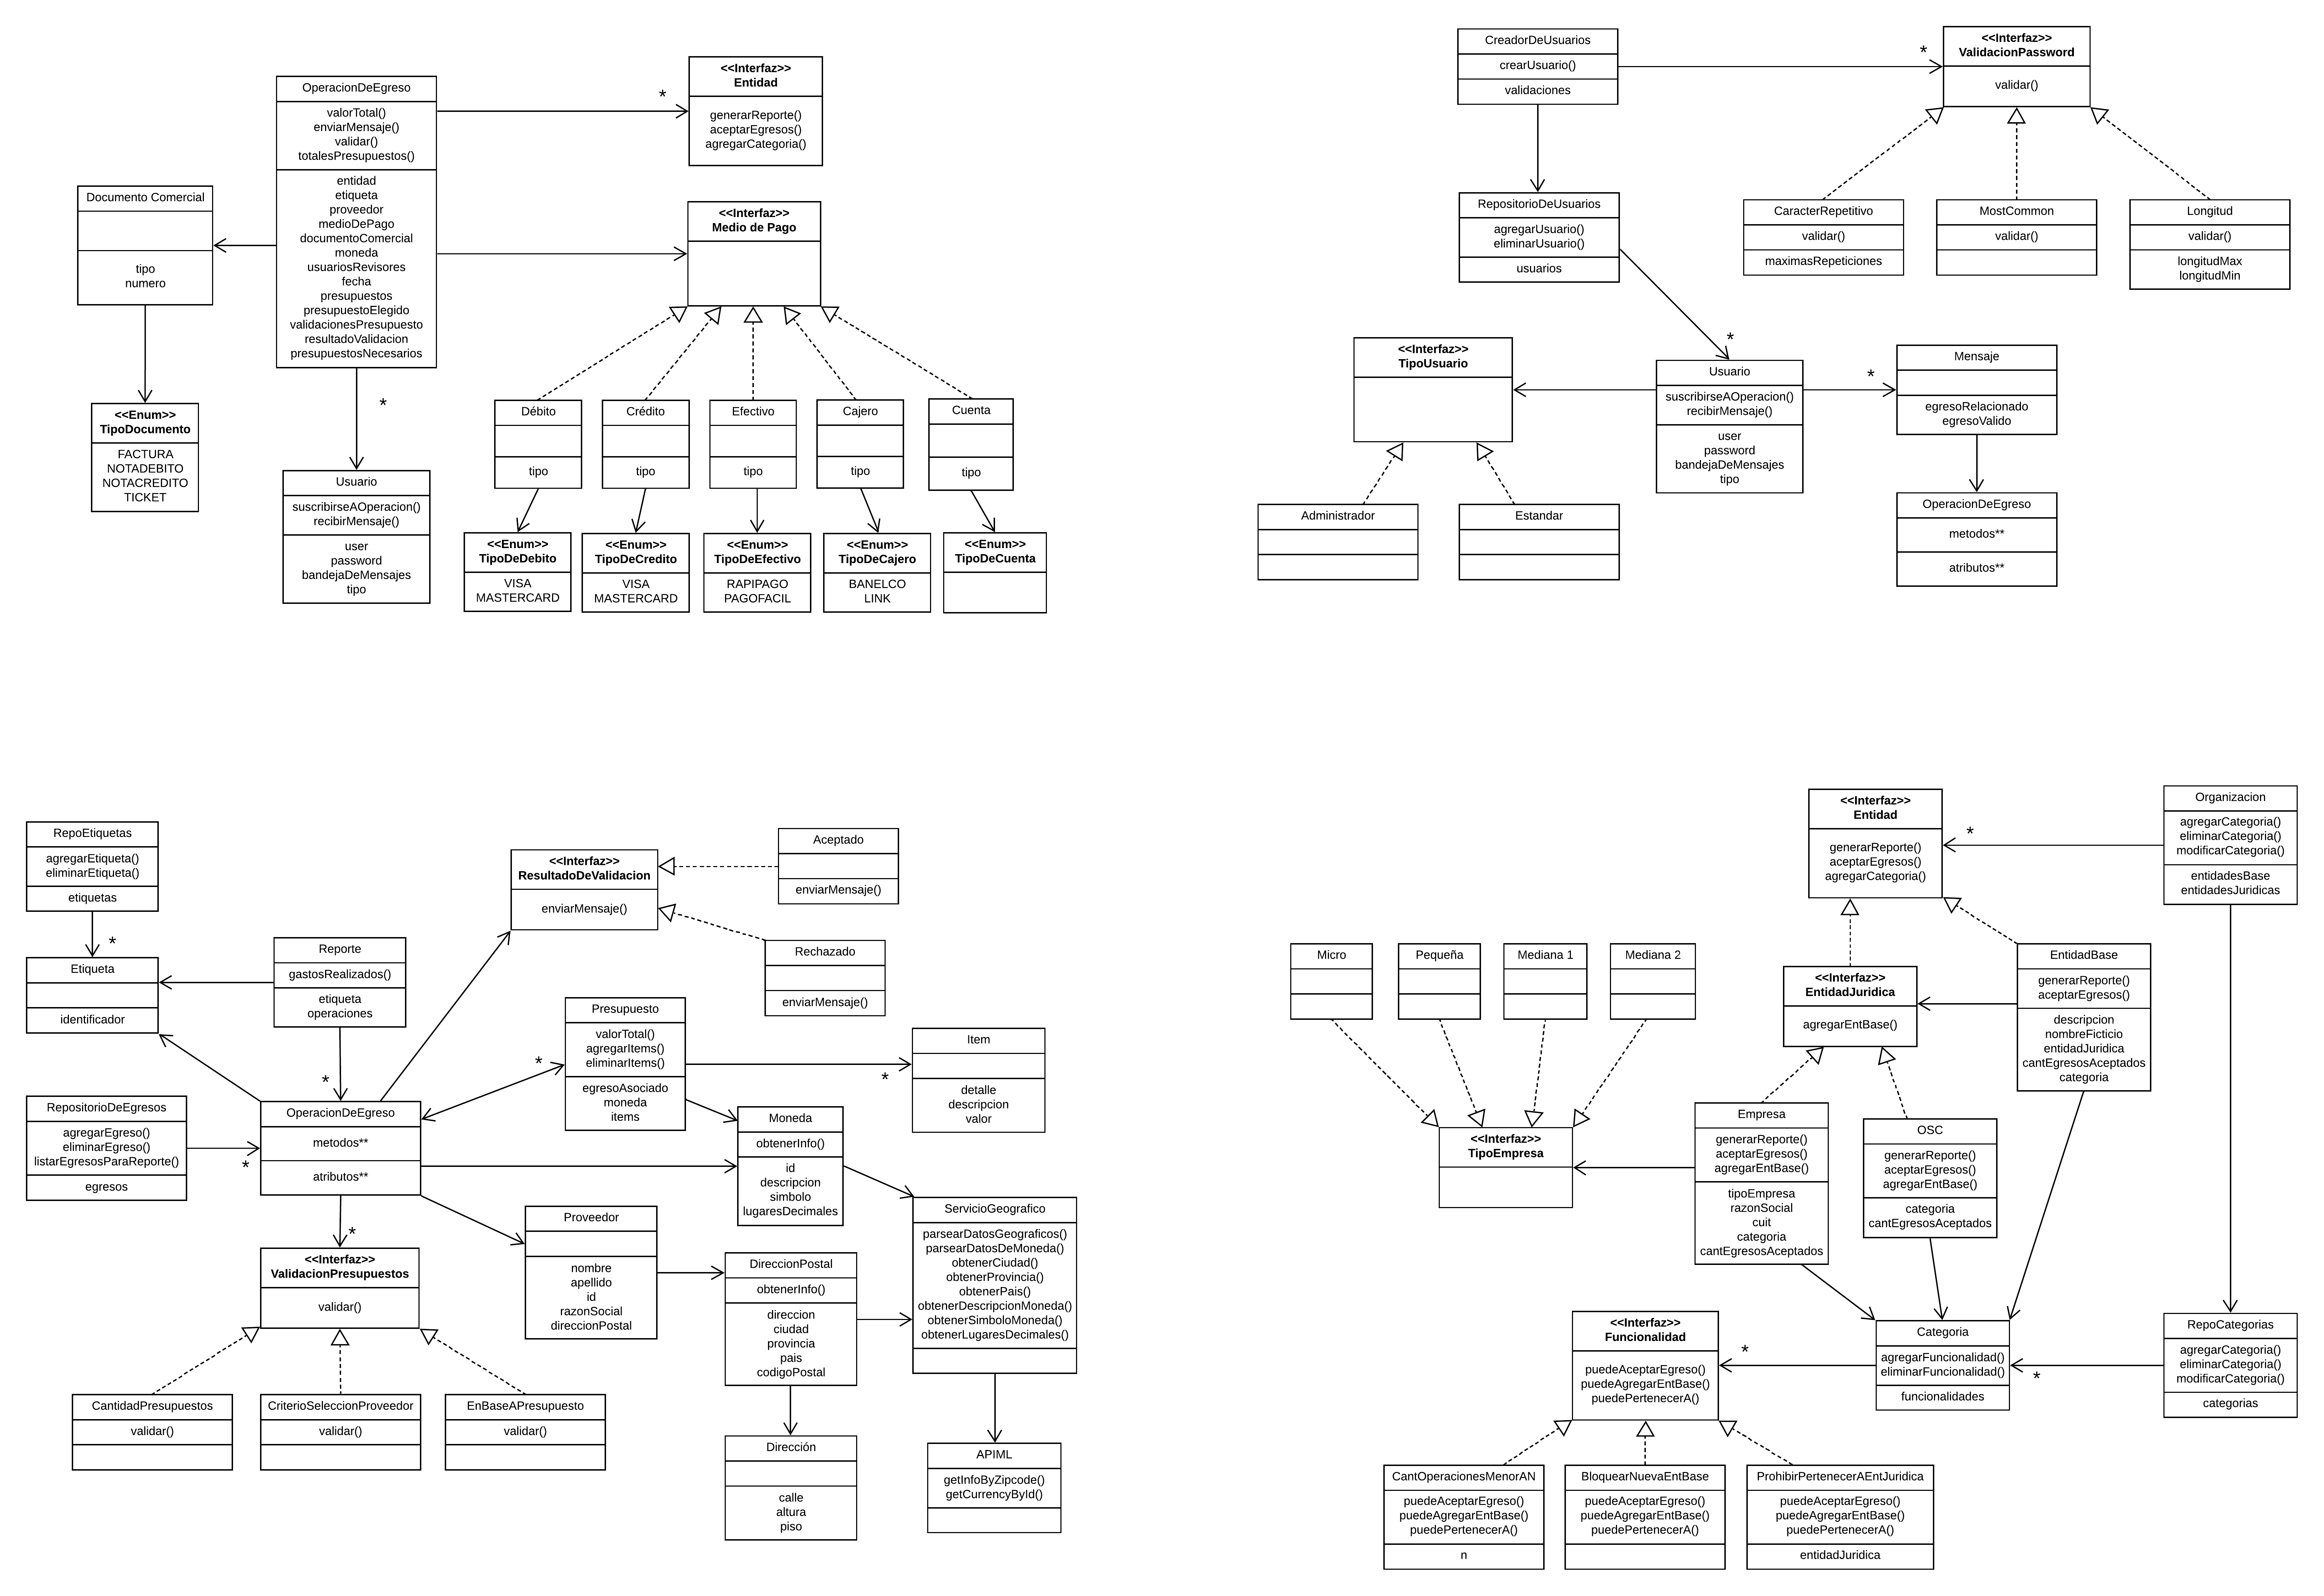 OperacionDeEgreso
valorTotal()
enviarMensaje()
validar()
totalesPresupuestos()
entidad
etiqueta
proveedor
medioDePago
documentoComercial
moneda
usuariosRevisores
fecha
presupuestos
presupuestoElegido
validacionesPresupuesto
resultadoValidacion
presupuestosNecesarios
*
<<Interfaz>>
Entidad
generarReporte()
aceptarEgresos()
agregarCategoria()
Documento Comercial
tipo
numero
<<Interfaz>>
Medio de Pago
<<Enum>>
TipoDocumento
FACTURA
NOTADEBITO
NOTACREDITO
TICKET
*
Usuario
suscribirseAOperacion()
recibirMensaje()
user
password
bandejaDeMensajes
tipo
Débito
tipo
Crédito
tipo
Efectivo
tipo
Cajero
tipo
Cuenta
tipo
<<Enum>>
TipoDeDebito
VISA
MASTERCARD
<<Enum>>
TipoDeCredito
VISA
MASTERCARD
<<Enum>>
TipoDeEfectivo
RAPIPAGO
PAGOFACIL
<<Enum>>
TipoDeCajero
BANELCO
LINK
<<Enum>>
TipoDeCuenta
CreadorDeUsuarios
crearUsuario()
validaciones
*
<<Interfaz>>
ValidacionPassword
validar()
RepositorioDeUsuarios
agregarUsuario()
eliminarUsuario()
usuarios
CaracterRepetitivo
validar()
maximasRepeticiones
MostCommon
validar()
Longitud
validar()
longitudMax
longitudMin
*
<<Interfaz>>
TipoUsuario
Usuario
suscribirseAOperacion()
recibirMensaje()
user
password
bandejaDeMensajes
tipo
*
Mensaje
egresoRelacionado
egresoValido
Administrador
Estandar
OperacionDeEgreso
metodos**
atributos**
RepoEtiquetas
agregarEtiqueta()
eliminarEtiqueta()
etiquetas
*
Etiqueta
identificador
Reporte
gastosRealizados()
etiqueta
operaciones
*
<<Interfaz>>
ResultadoDeValidacion
enviarMensaje()
Aceptado
enviarMensaje()
Rechazado
enviarMensaje()
Presupuesto
valorTotal()
agregarItems()
eliminarItems()
egresoAsociado
moneda
items
*
*
Item
detalle
descripcion
valor
RepositorioDeEgresos
agregarEgreso()
eliminarEgreso()
listarEgresosParaReporte()
egresos
*
OperacionDeEgreso
metodos**
atributos**
Moneda
obtenerInfo()
id
descripcion
simbolo
lugaresDecimales
*
<<Interfaz>>
ValidacionPresupuestos
validar()
Proveedor
nombre
apellido
id
razonSocial
direccionPostal
DireccionPostal
obtenerInfo()
direccion
ciudad
provincia
pais
codigoPostal
ServicioGeografico
parsearDatosGeograficos()
parsearDatosDeMoneda()
obtenerCiudad()
obtenerProvincia()
obtenerPais()
obtenerDescripcionMoneda()
obtenerSimboloMoneda()
obtenerLugaresDecimales()
CantidadPresupuestos
validar()
CriterioSeleccionProveedor
validar()
EnBaseAPresupuesto
validar()
Dirección
calle
altura
piso
APIML
getInfoByZipcode()
getCurrencyById()
<<Interfaz>>
Entidad
generarReporte()
aceptarEgresos()
agregarCategoria()
*
Organizacion
agregarCategoria()
eliminarCategoria()
modificarCategoria()
entidadesBase
entidadesJuridicas
Micro
Pequeña
Mediana 1
Mediana 2
<<Interfaz>>
EntidadJuridica
agregarEntBase()
EntidadBase
generarReporte()
aceptarEgresos()
descripcion
nombreFicticio
entidadJuridica
cantEgresosAceptados
categoria
<<Interfaz>>
TipoEmpresa
Empresa
generarReporte()
aceptarEgresos()
agregarEntBase()
tipoEmpresa
razonSocial
cuit
categoria
cantEgresosAceptados
OSC
generarReporte()
aceptarEgresos()
agregarEntBase()
categoria
cantEgresosAceptados
<<Interfaz>>
Funcionalidad
puedeAceptarEgreso()
puedeAgregarEntBase()
puedePertenecerA()
*
Categoria
agregarFuncionalidad()
eliminarFuncionalidad()
funcionalidades
*
RepoCategorias
agregarCategoria()
eliminarCategoria()
modificarCategoria()
categorias
CantOperacionesMenorAN
puedeAceptarEgreso()
puedeAgregarEntBase()
puedePertenecerA()
n
BloquearNuevaEntBase
puedeAceptarEgreso()
puedeAgregarEntBase()
puedePertenecerA()
ProhibirPertenecerAEntJuridica
puedeAceptarEgreso()
puedeAgregarEntBase()
puedePertenecerA()
entidadJuridica